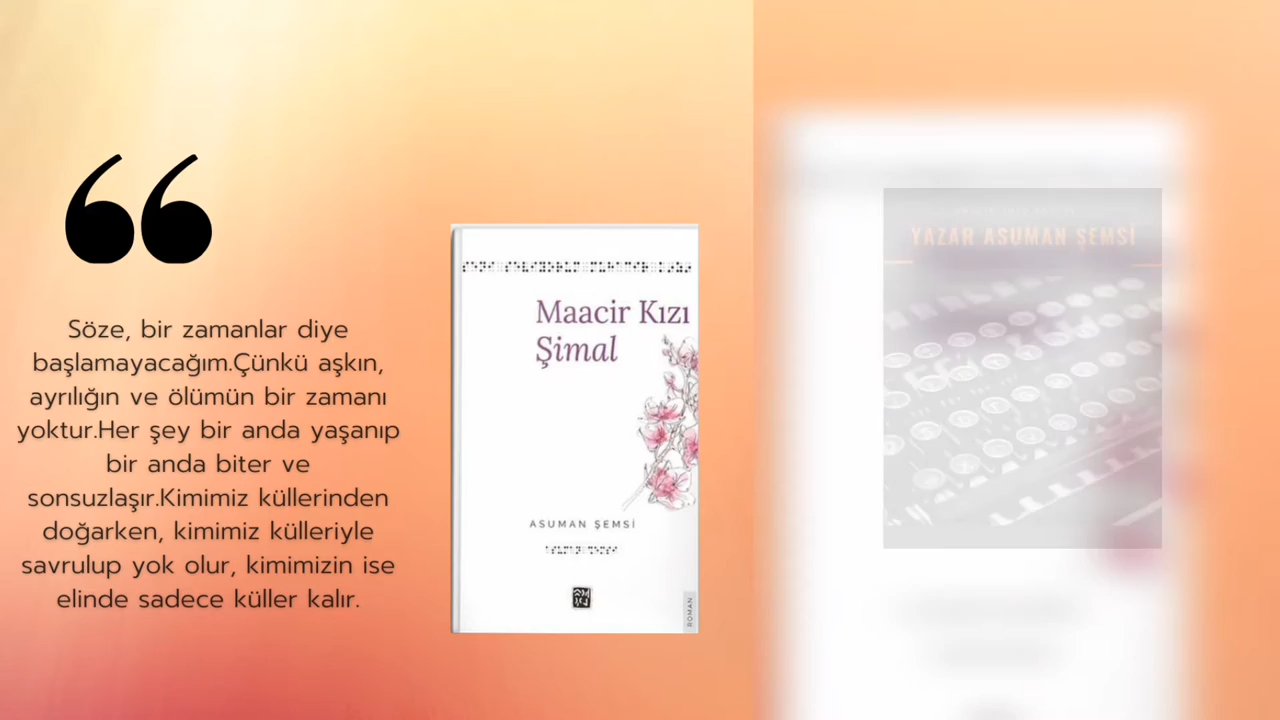 Söze, bir zamanlar diye
başlamayacağım.Çünkü aşkın,
ayrılığın ve ölümün bir zamanı
yoktur.Her şey bir anda yaşanıp
bir anda biter ve
sonsuzlaşır.Kimimiz küllerinden
doğarken, kimimiz külleriyle
savrulup yok olur, kimimizin ise
elinde sadece küller kalır.
Maacir Kızı
Şimal
ASUMAN ŞEMSİ
ROMAN
YAZAR ASUMAN ŞEMSİ